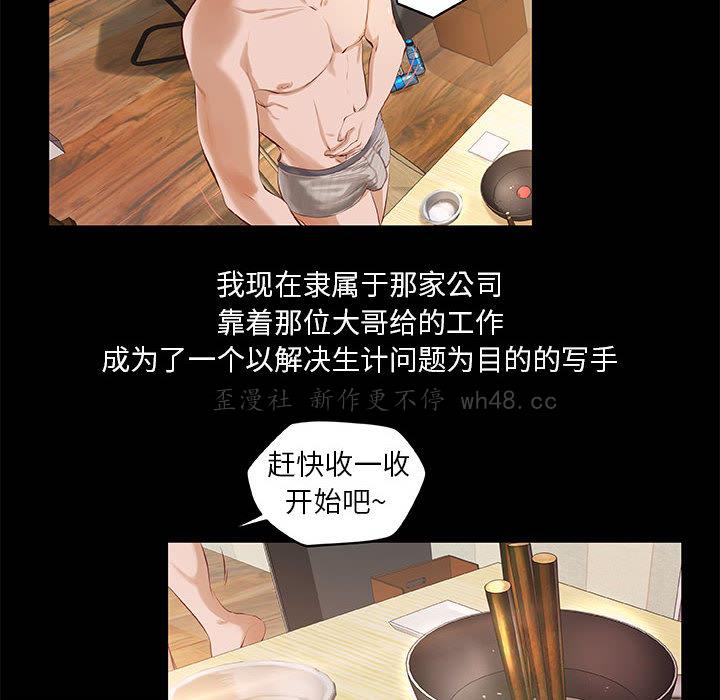 我现在隶属于那家公司
靠着那位大哥给的工作
成为了一个以解决生计问题为目的的写手
歪漫社 新作更不停 wh48.cc
赶快收一收
开始吧~